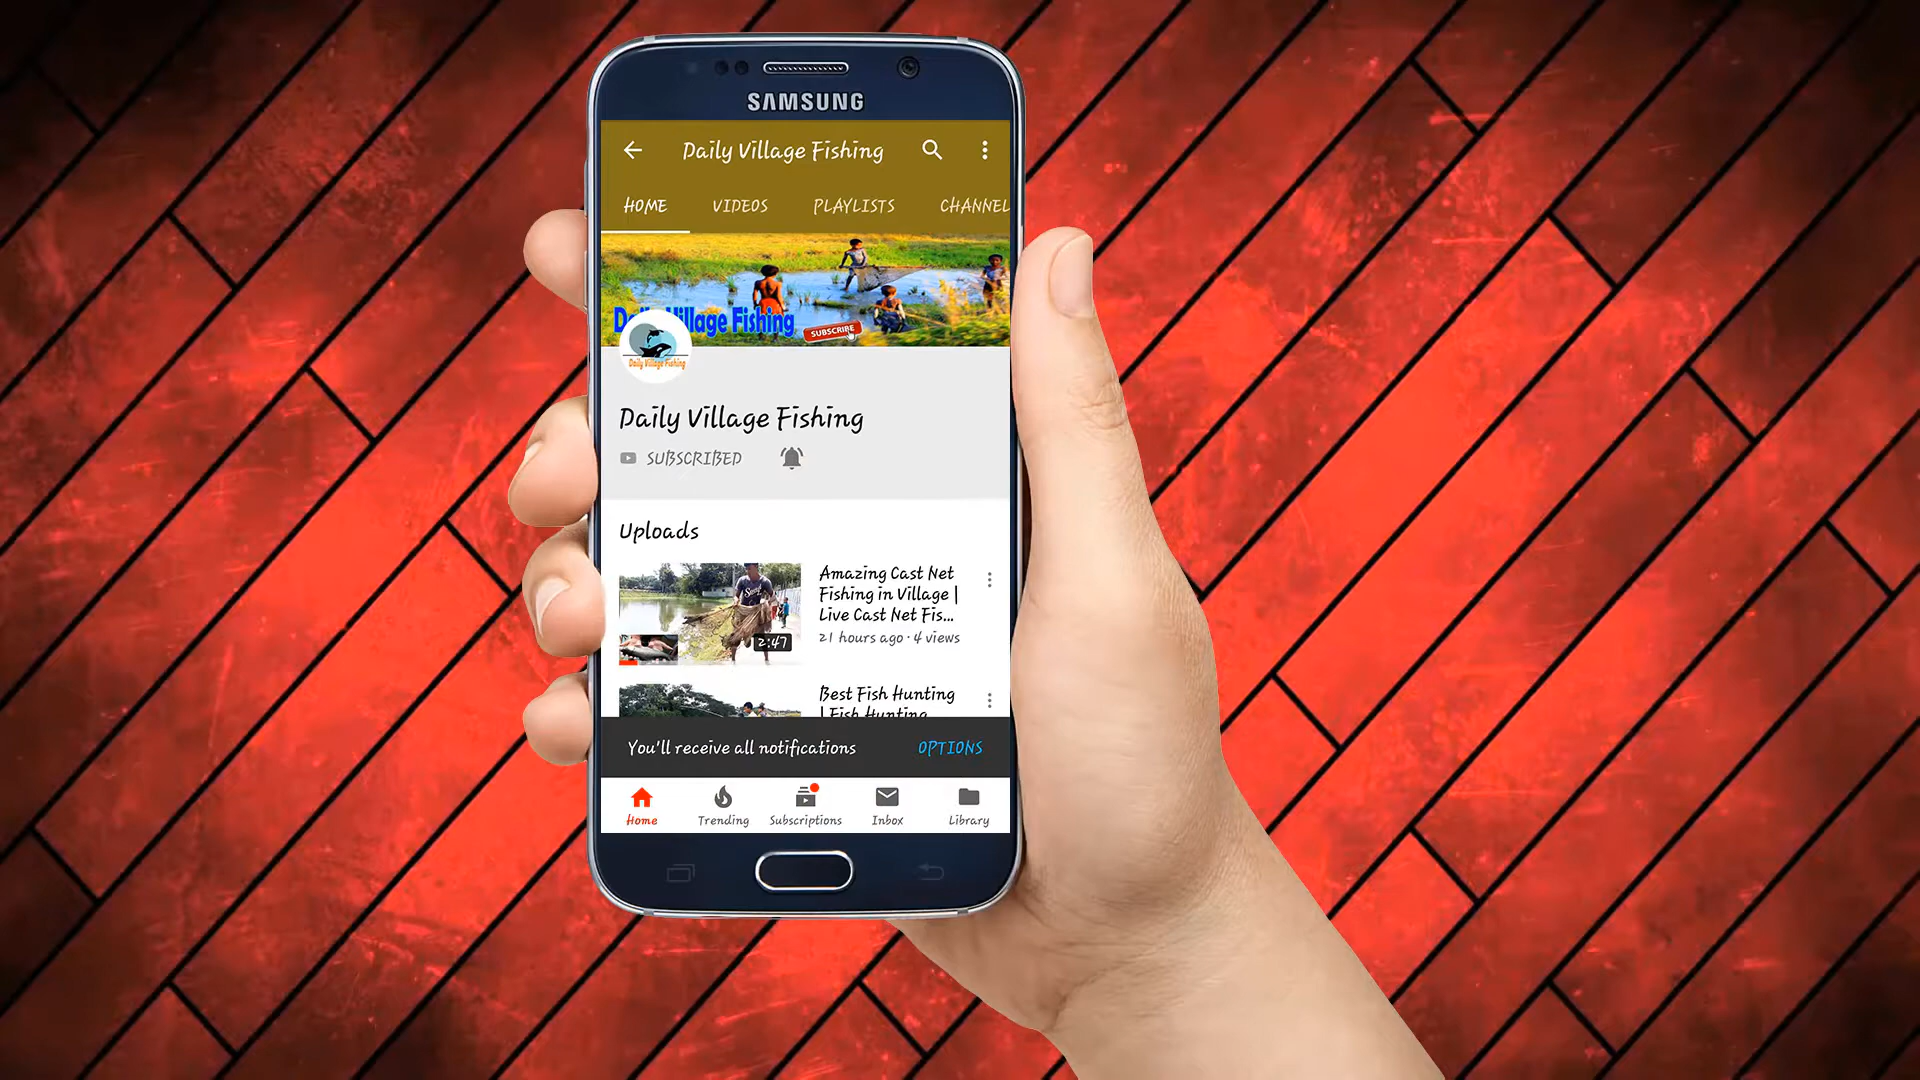 SAMSUNG
Daily Village Fishing
HOME VIDEOS PLAYLISTS CHANNEL
Village Fishing
SUBSCRIBE
Daily Village Fishing
Daily Village Fishing
SUBSCRIBED
Uploads
Amazing Cast Net
Fishing in Village |
Live Cast Net Fis...
21 hours ago · 4 views
2:47
Best Fish Hunting
| Fish Hunting
You'll receive all notifications OPTIONS
Home Trending Subscriptions Inbox Library